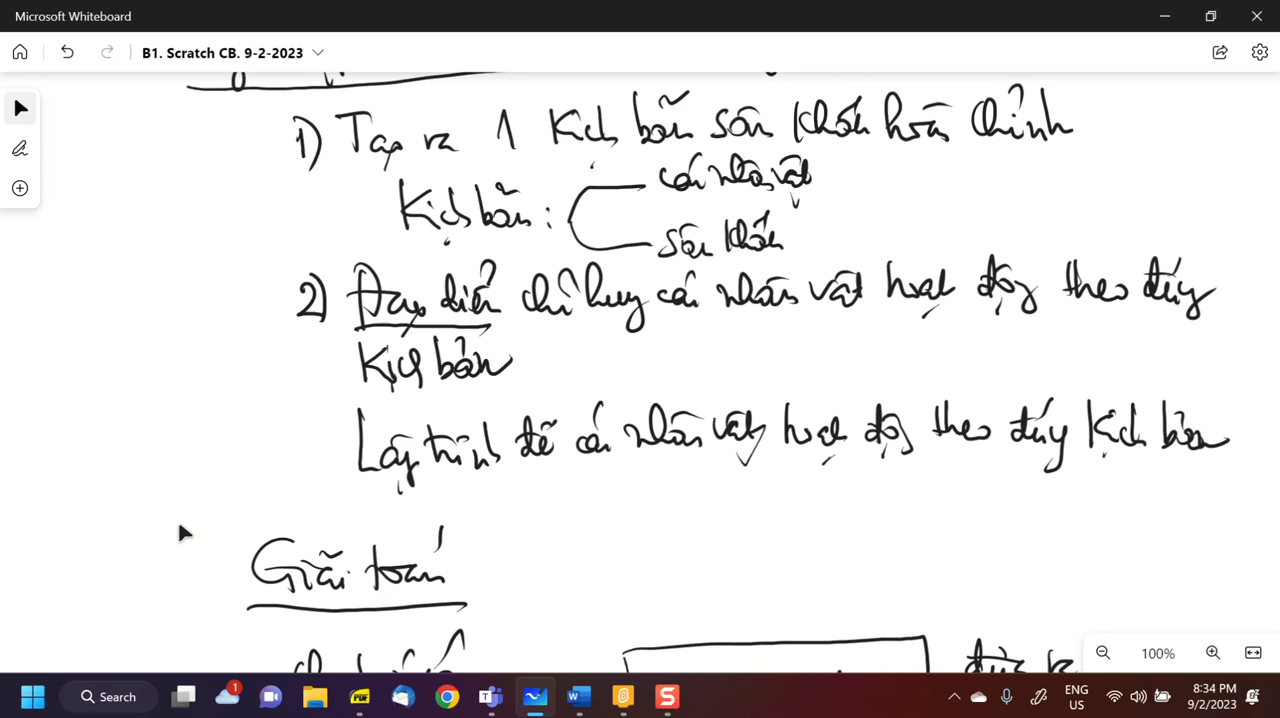 Microsoft Whiteboard
B1. Scratch CB. 9-2-2023
1) Tạo ra 1 kịch bản sân khấu hoàn chỉnh
Kịch bản :
các nhân vật
sân khấu
2) Đạo diễn chỉ huy các nhân vật hoạt động theo đúng
kịch bản
Lập trình để các nhân vật hoạt động theo đúng kịch bản
Giải toán
100%
Search
1
PDF
ENG
US
8:34 PM
9/2/2023